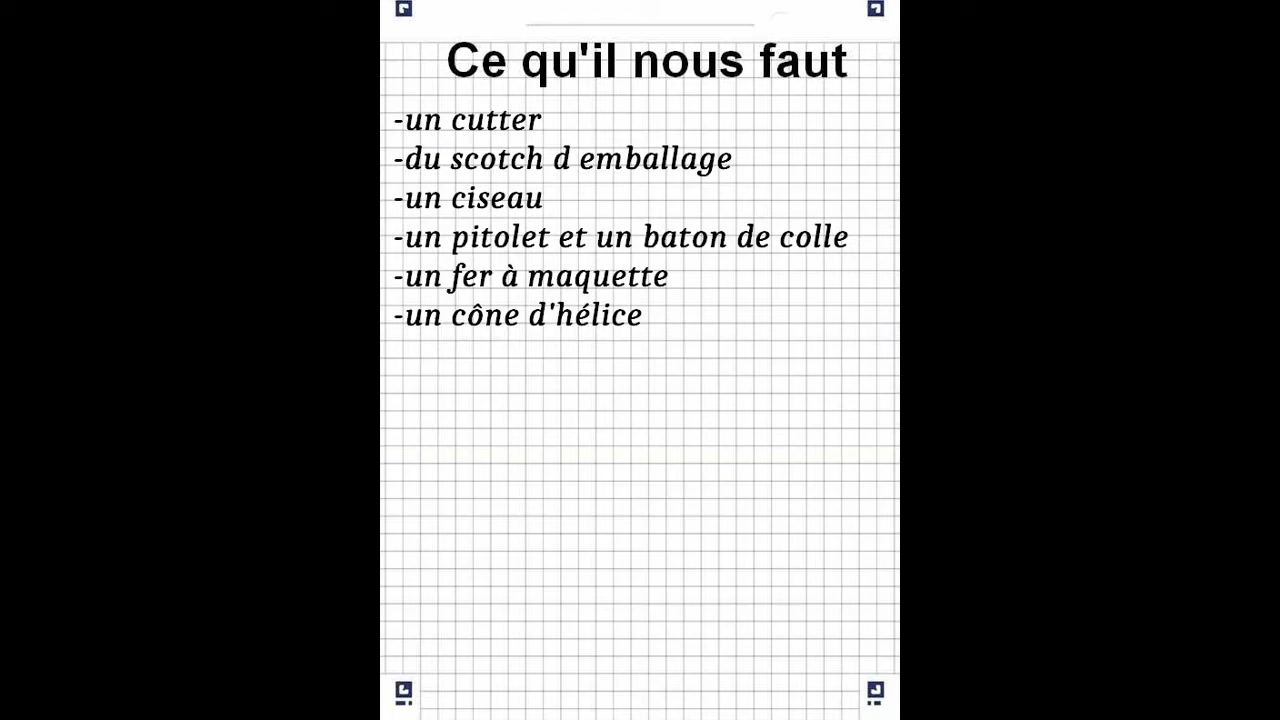 Ce qu'il nous faut
-un cutter
-du scotch d emballage
-un ciseau
-un pitolet et un baton de colle
-un fer à maquette
-un cône d'hélice